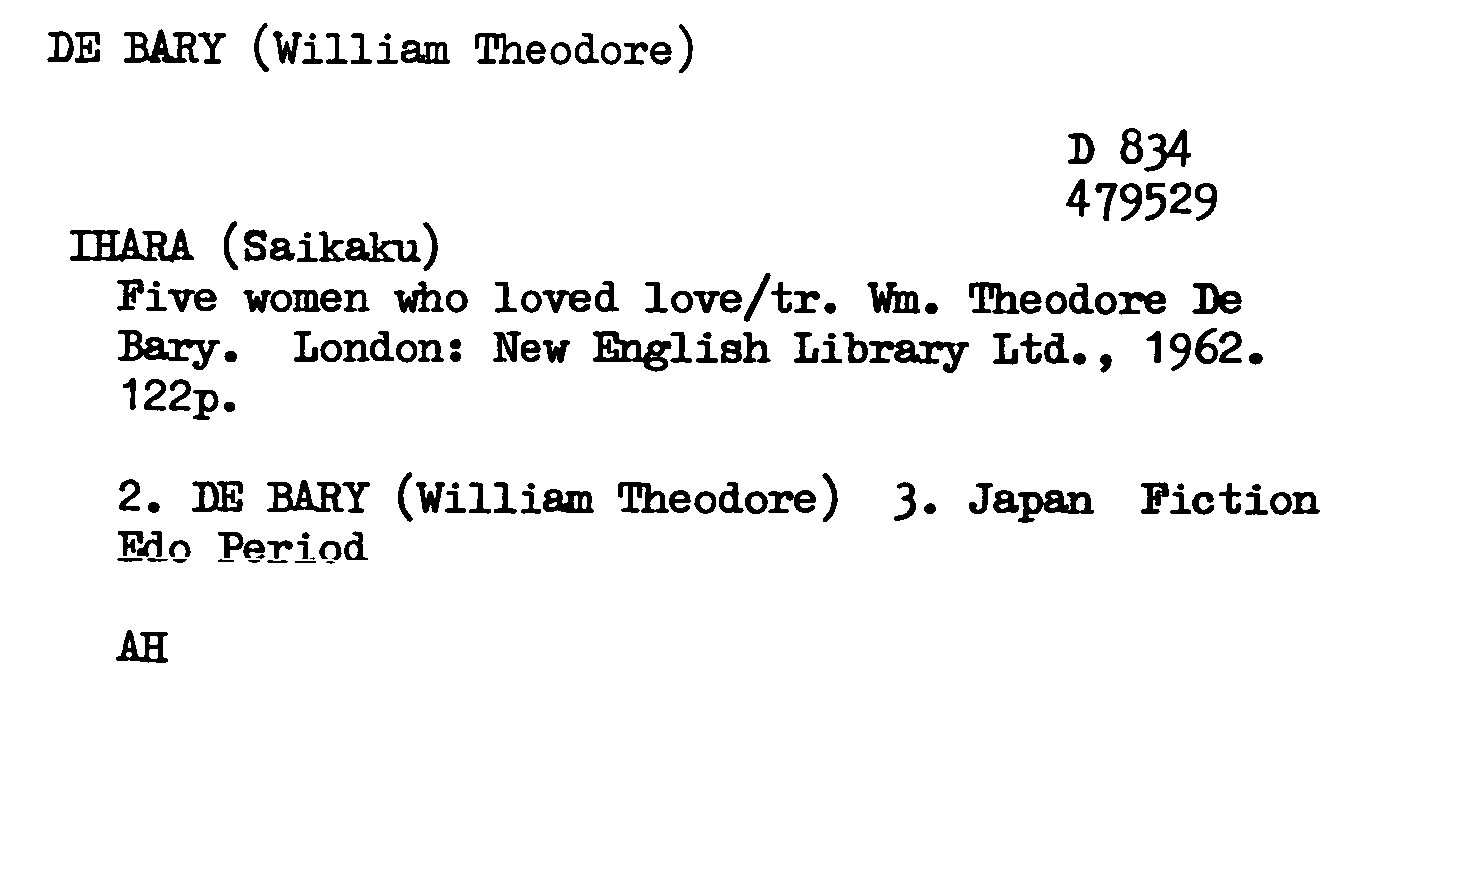 DE BARY (William Theodore)
D 834
479529
IHARA (Saikaku)
Five women who loved love/tr. Wm. Theodore De
Bary. London: New English Library Ltd., 1962.
122p.
2. DE BARY (William Theodore) 3. Japan Fiction
Edo Period
AH